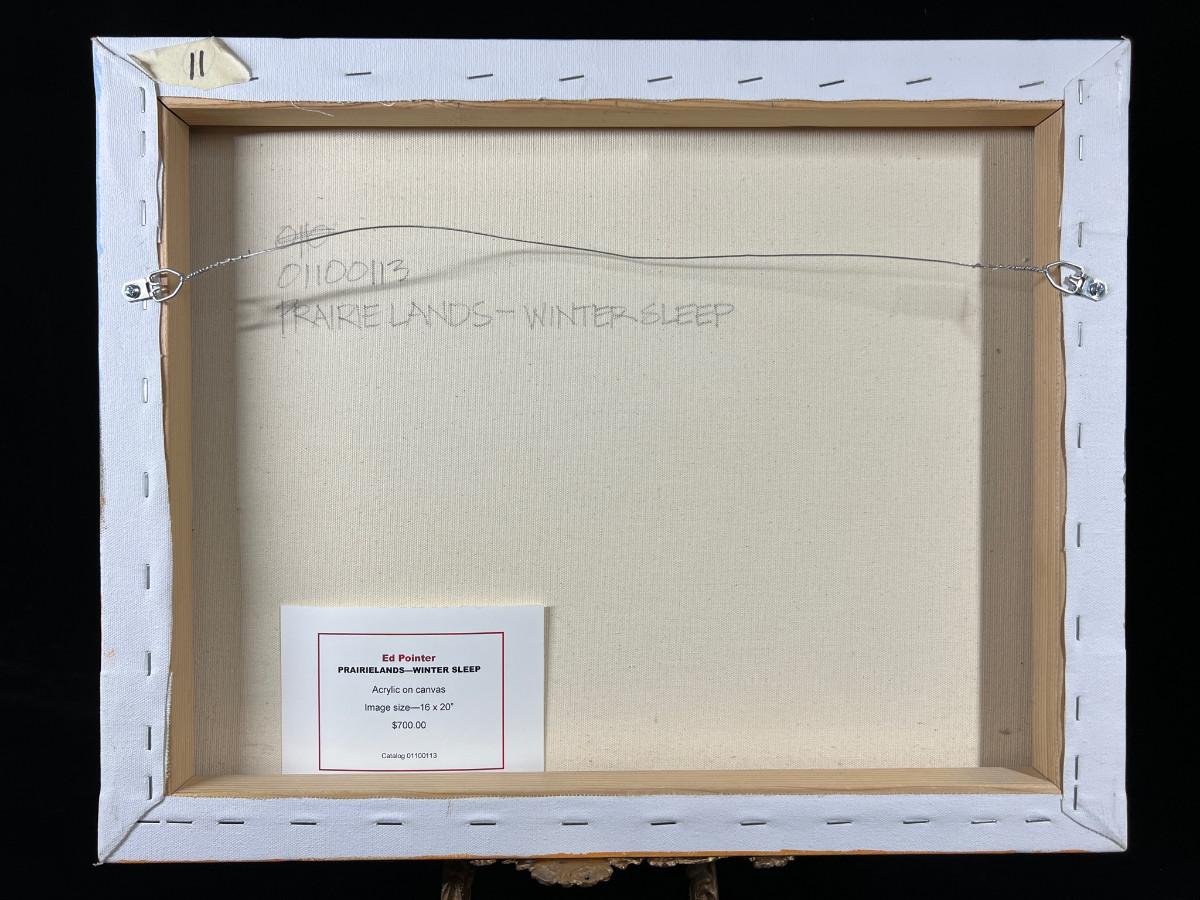 11
010
01100113
PRAIRIE LANDS - WINTER SLEEP
Ed Pointer
PRAIRIELANDS—WINTER SLEEP
Acrylic on canvas
Image size—16 x 20"
$700.00
Catalog 01100113